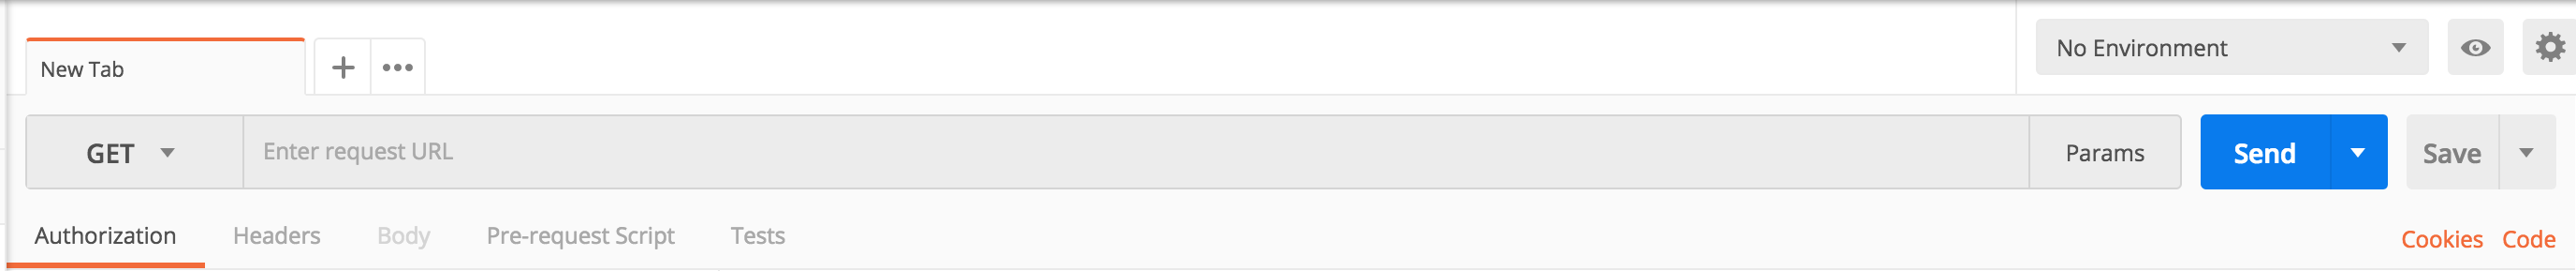 New Tab
No Environment
GET
Enter request URL
Params
Send
Save
Authorization
Headers
Body
Pre-request Script
Tests
Cookies
Code